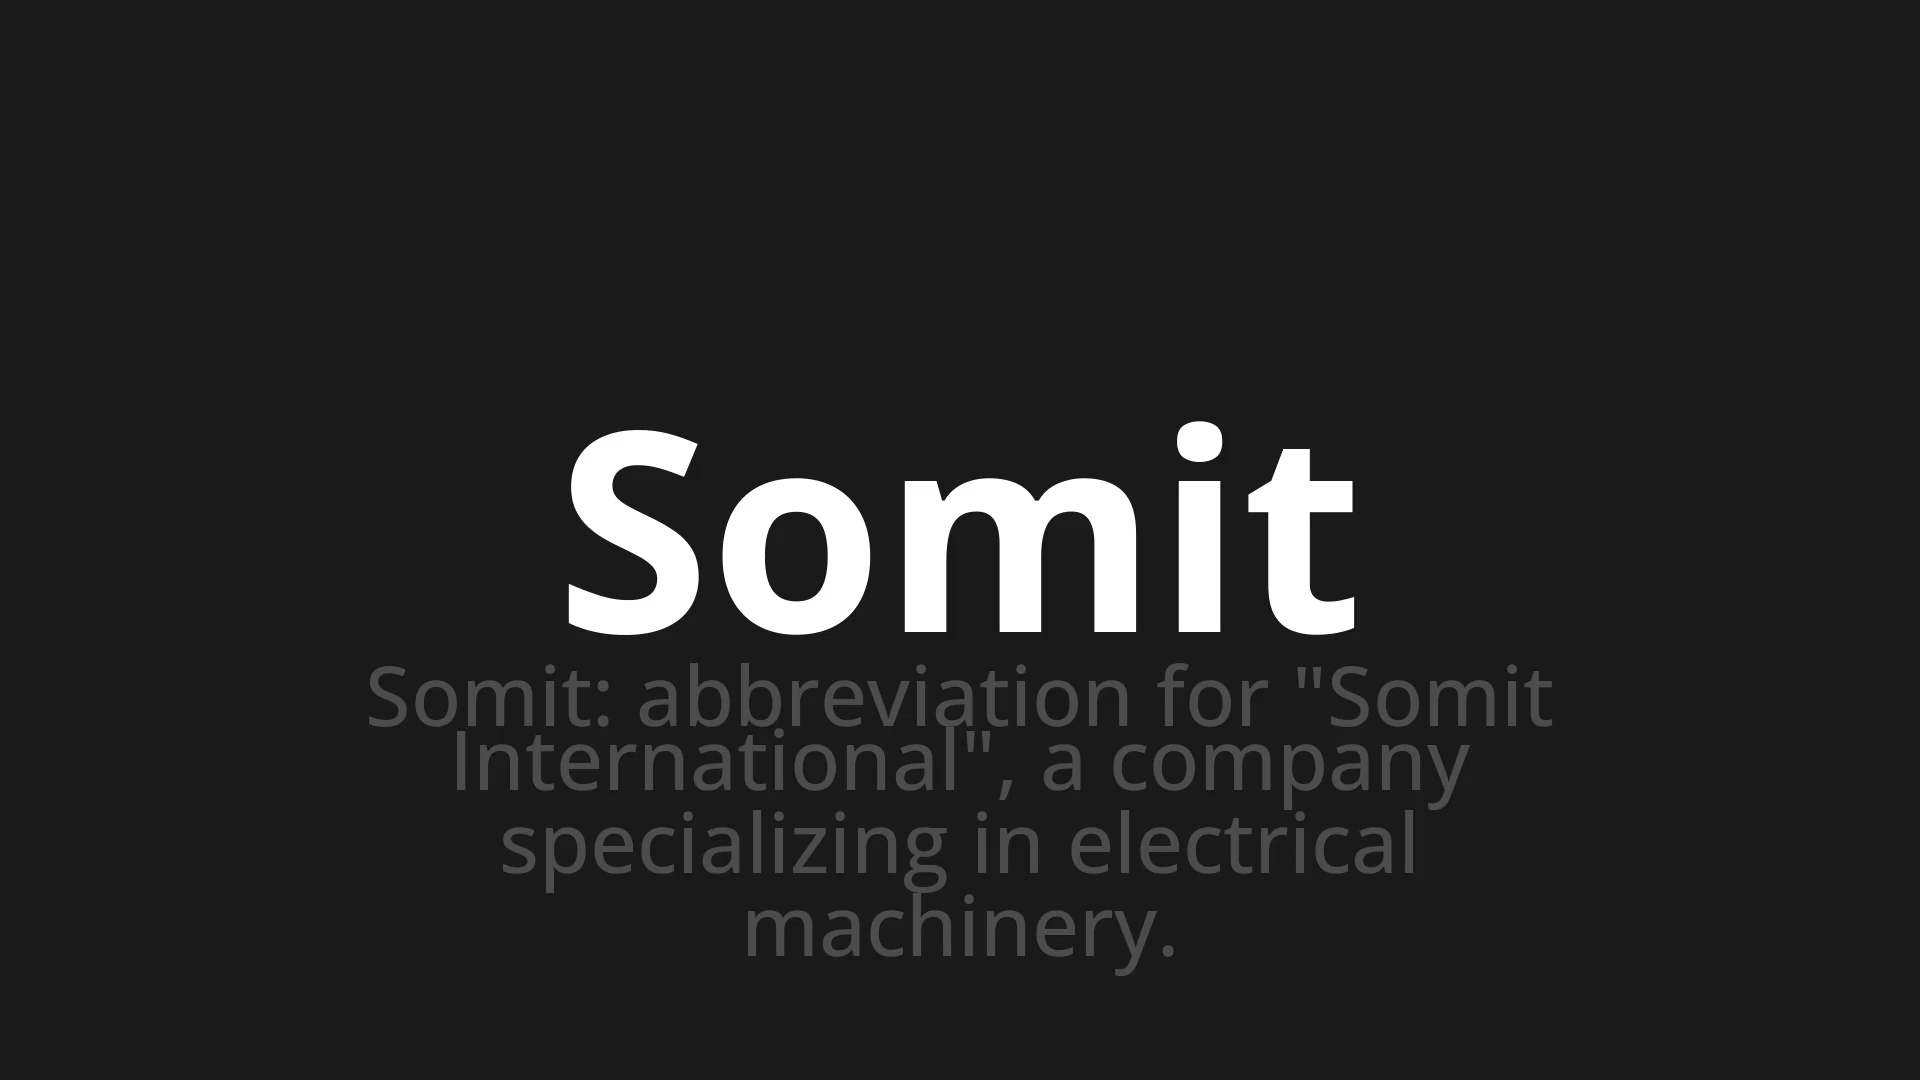 Somit
Somit: abbreviation for "Somit
International", a company
specializing in electrical
machinery.